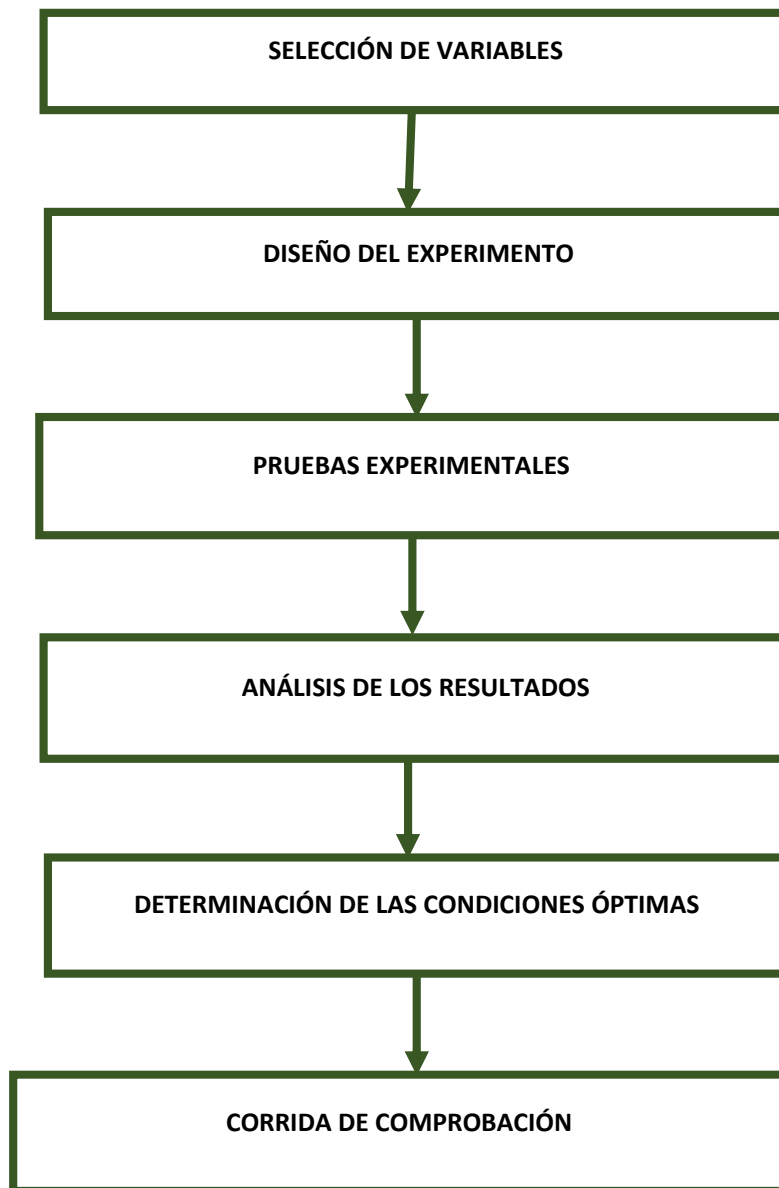 SELECCIÓN DE VARIABLES
DISEÑO DEL EXPERIMENTO
PRUEBAS EXPERIMENTALES
ANÁLISIS DE LOS RESULTADOS
DETERMINACIÓN DE LAS CONDICIONES ÓPTIMAS
CORRIDA DE COMPROBACIÓN